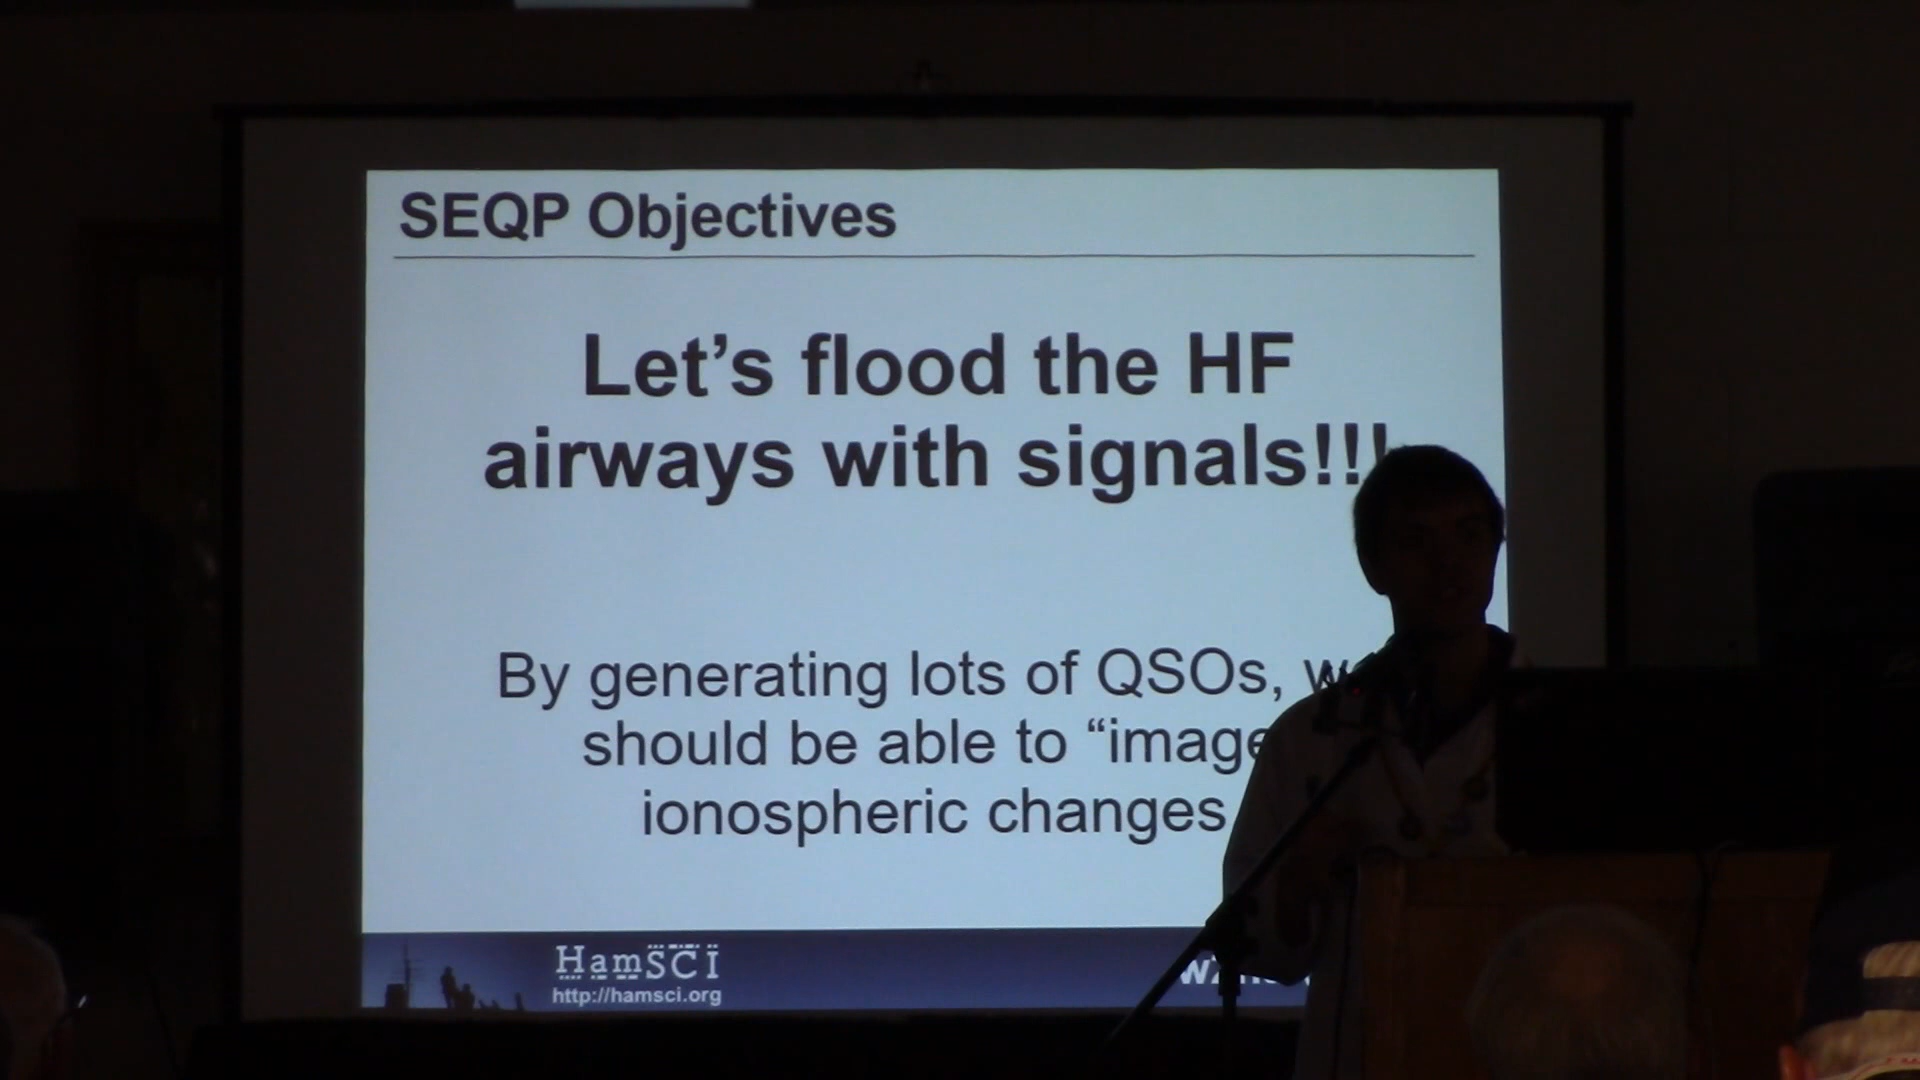 SEQP Objectives
Let's flood the HF
airways with signals!!!
By generating lots of QSOs,
should be able to "image
ionospheric changes
HamSCI
http://hamsci.org